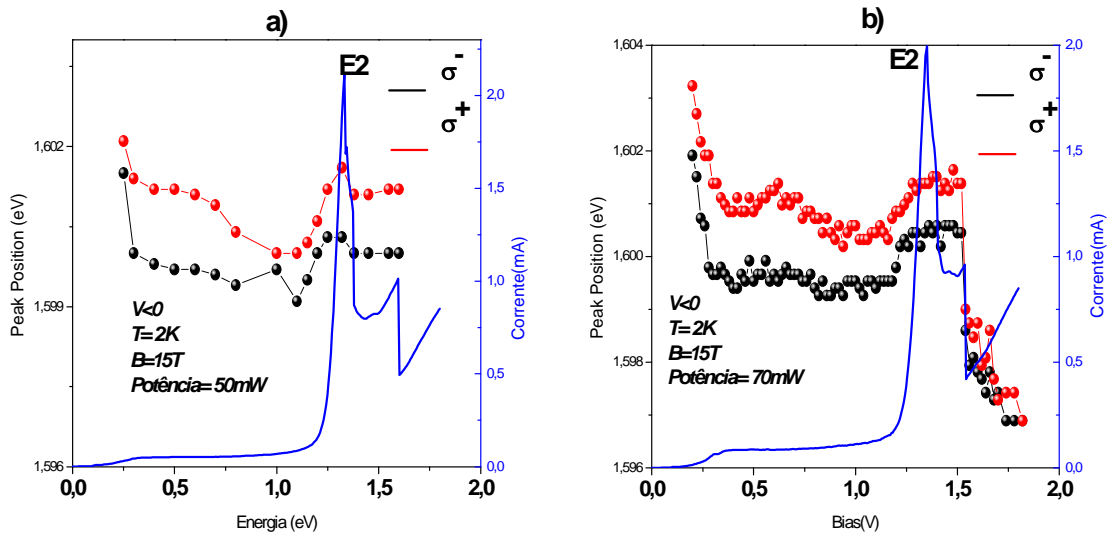 a)
E2
σ-
σ+
1,602
1,599
1,596
Peak Position (eV)
2,0
1,5
1,0
0,5
0,0
Corrente(mA)
V<0
T=2K
B=15T
Potência=50mW
0,0 0,5 1,0 1,5 2,0
Energia (eV)
b)
E2
σ-
σ+
1,604
1,602
1,600
1,598
1,596
Peak Position (eV)
2,0
1,5
1,0
0,5
0,0
Corrente(mA)
V<0
T=2K
B=15T
Potência=70mW
0,0 0,5 1,0 1,5 2,0
Bias(V)